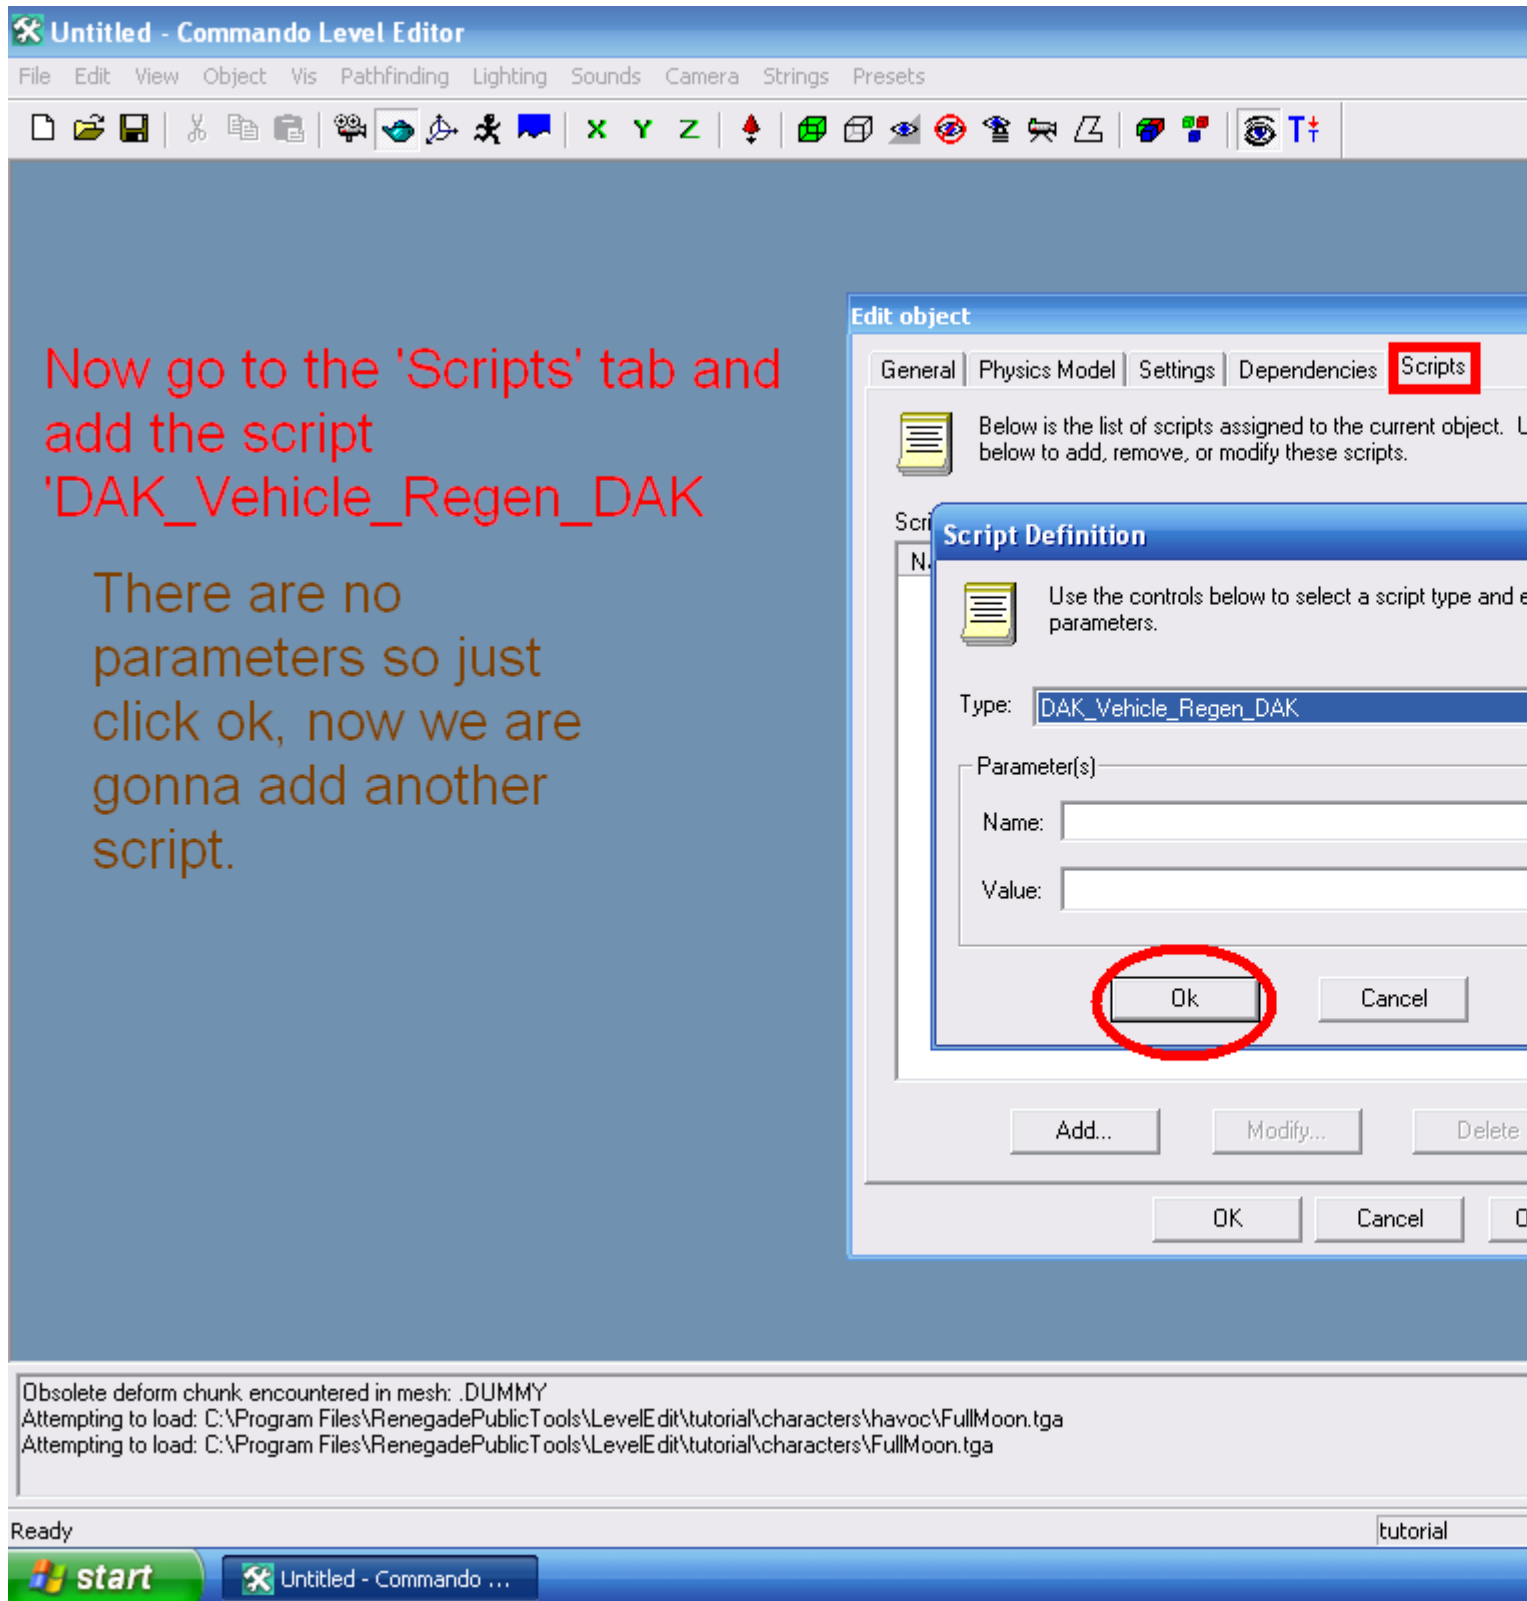 Untitled - Commando Level Editor
File Edit View Object Vis Pathfinding Lighting Sounds Camera Strings Presets
X Y Z T
Now go to the 'Scripts' tab and
add the script
'DAK_Vehicle_Regen_DAK
There are no
parameters so just
click ok, now we are
gonna add another
script.
Edit object
General Physics Model Settings Dependencies Scripts
Below is the list of scripts assigned to the current object.
below to add, remove, or modify these scripts.
Scri
Script Definition
Use the controls below to select a script type and
parameters.
Type: DAK_Vehicle_Regen_DAK
Parameter(s)
Name:
Value:
Ok Cancel
Add... Modify... Delete
OK Cancel
Obsolete deform chunk encountered in mesh: .DUMMY
Attempting to load: C:\Program Files\RenegadePublicTools\LevelEdit\tutorial\characters\havoc\FullMoon.tga
Attempting to load: C:\Program Files\RenegadePublicTools\LevelEdit\tutorial\characters\FullMoon.tga
Ready tutorial
start Untitled - Commando ...